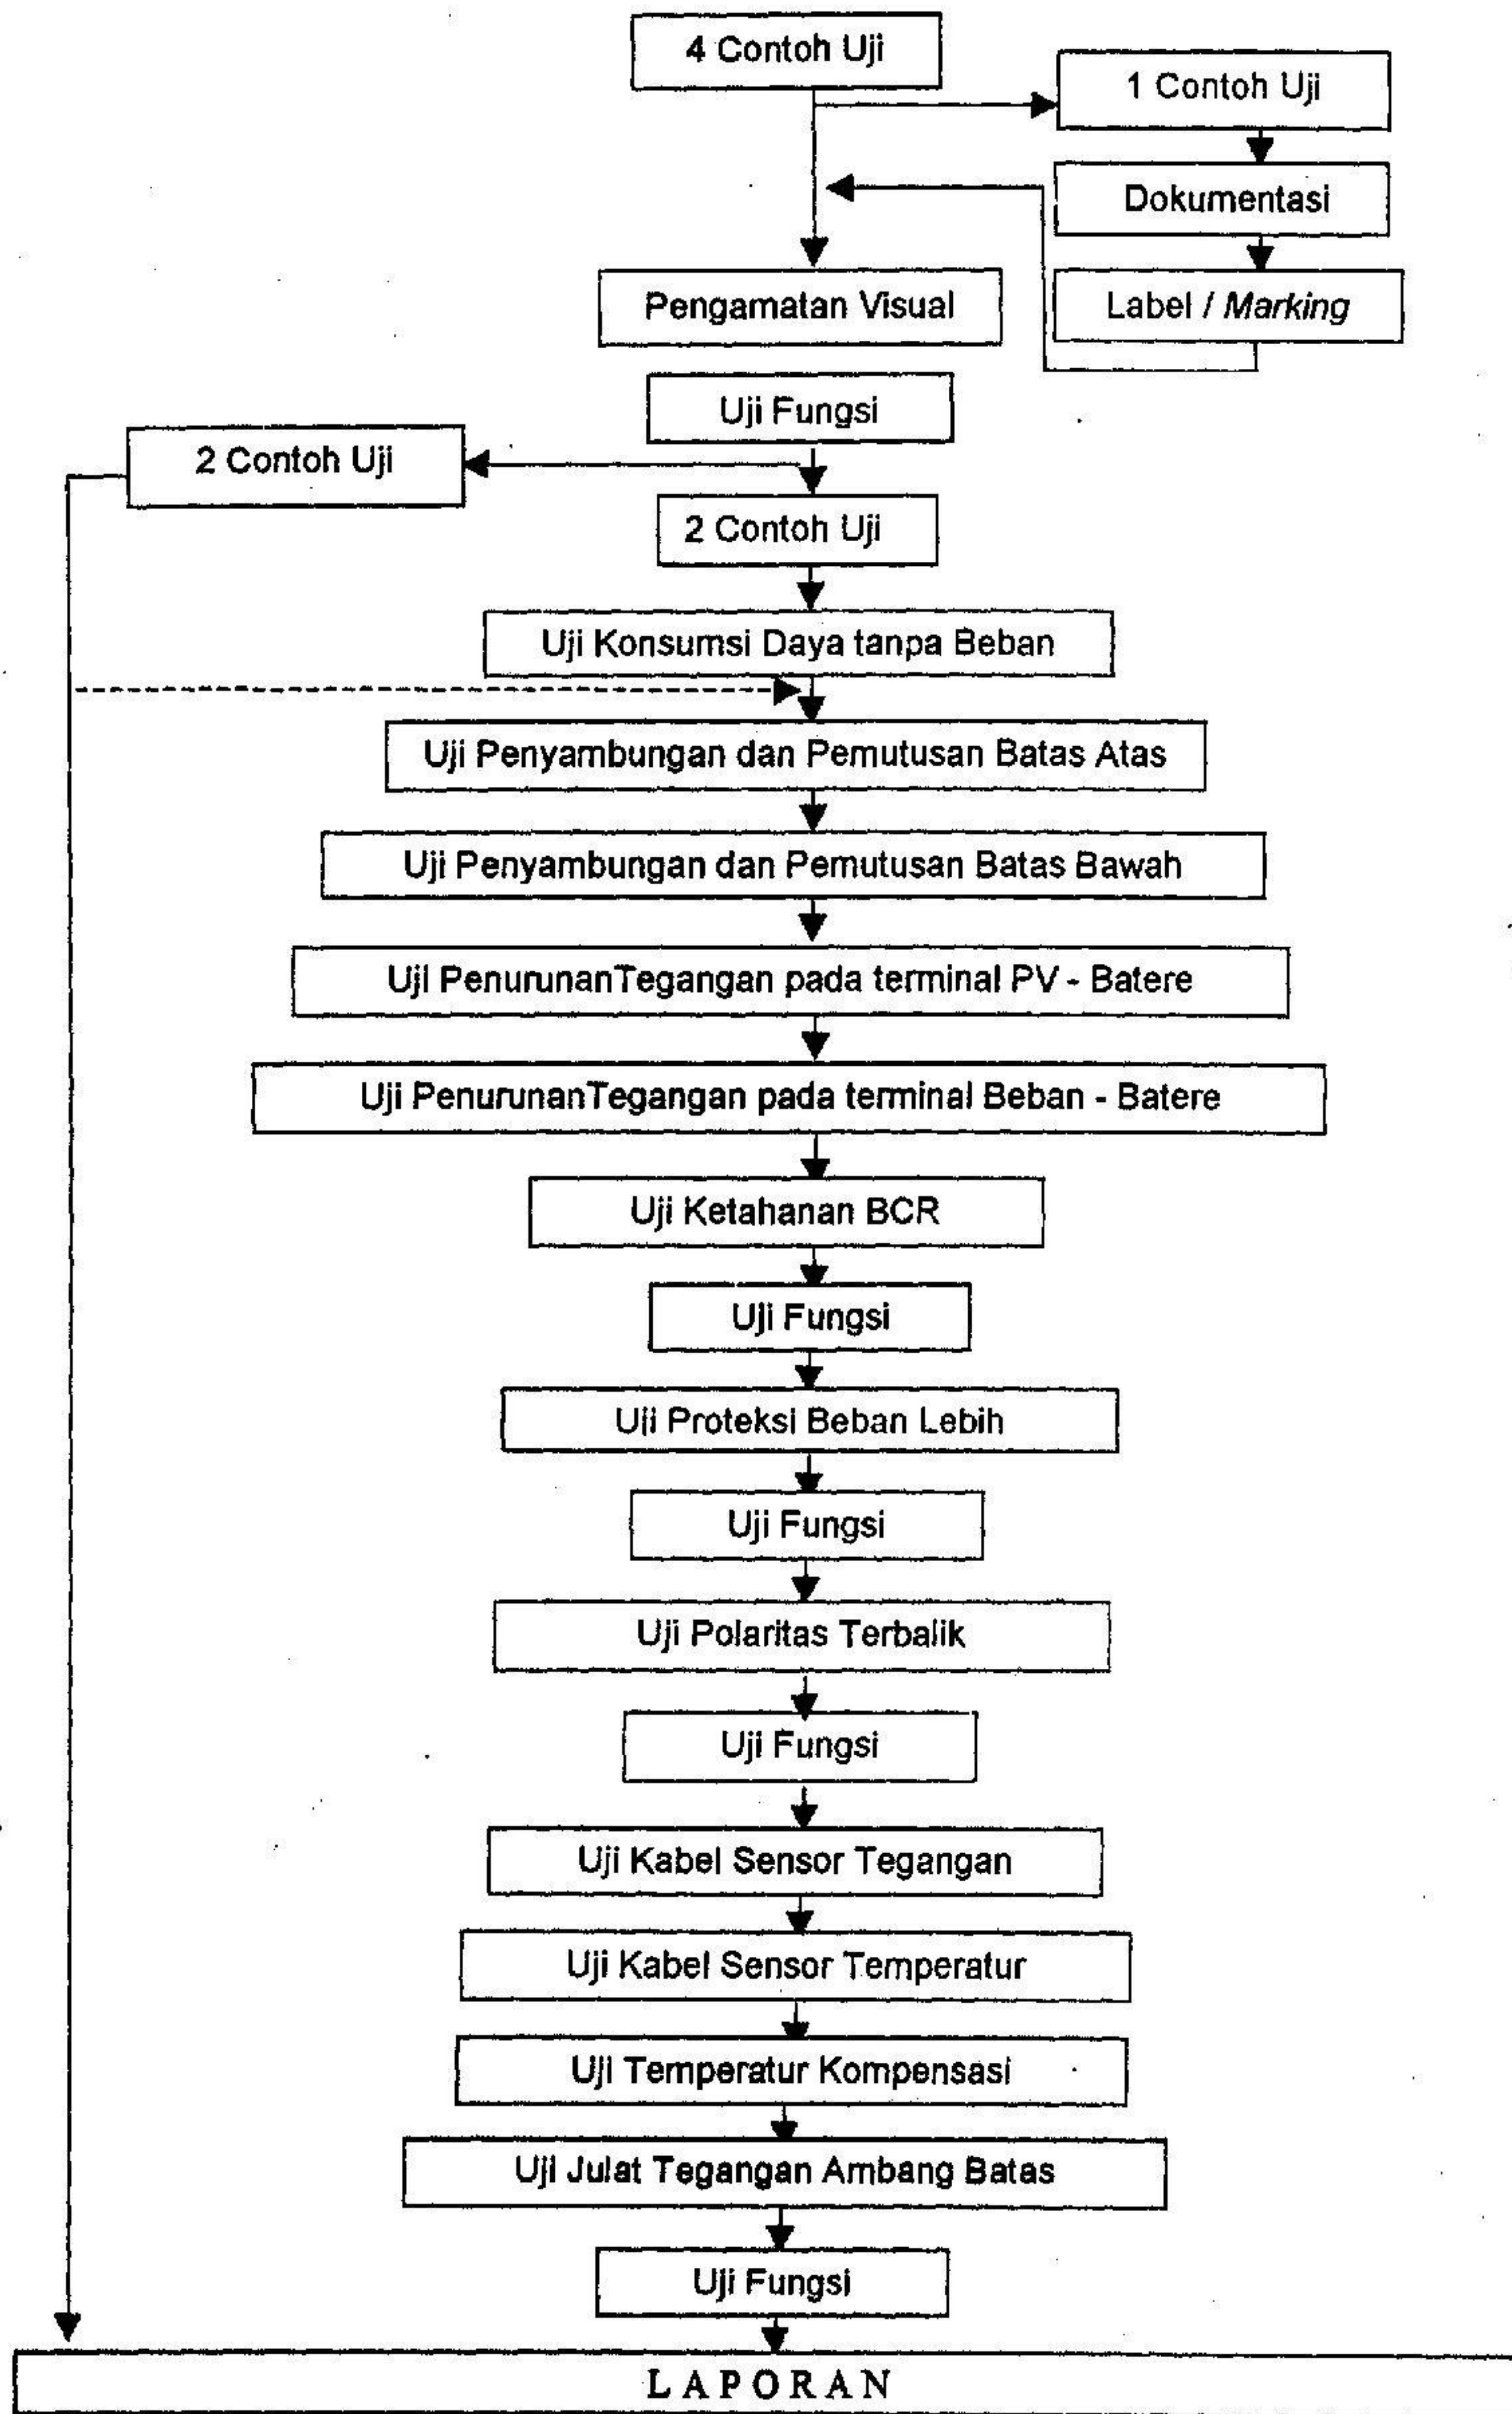 4 Contoh Uji
1 Contoh Uji
Dokumentasi
Pengamatan Visual
Label / Marking
Uji Fungsi
2 Contoh Uji
2 Contoh Uji
Uji Konsumsi Daya tanpa Beban
Uji Penyambungan dan Pemutusan Batas Atas
Uji Penyambungan dan Pemutusan Batas Bawah
Uji PenurunanTegangan pada terminal PV - Batere
Uji PenurunanTegangan pada terminal Beban - Batere
Uji Ketahanan BCR
Uji Fungsi
Uji Proteksi Beban Lebih
Uji Fungsi
Uji Polaritas Terbalik
Uji Fungsi
Uji Kabel Sensor Tegangan
Uji Kabel Sensor Temperatur
Uji Temperatur Kompensasi
Uji Julat Tegangan Ambang Batas
Uji Fungsi
LAPORAN